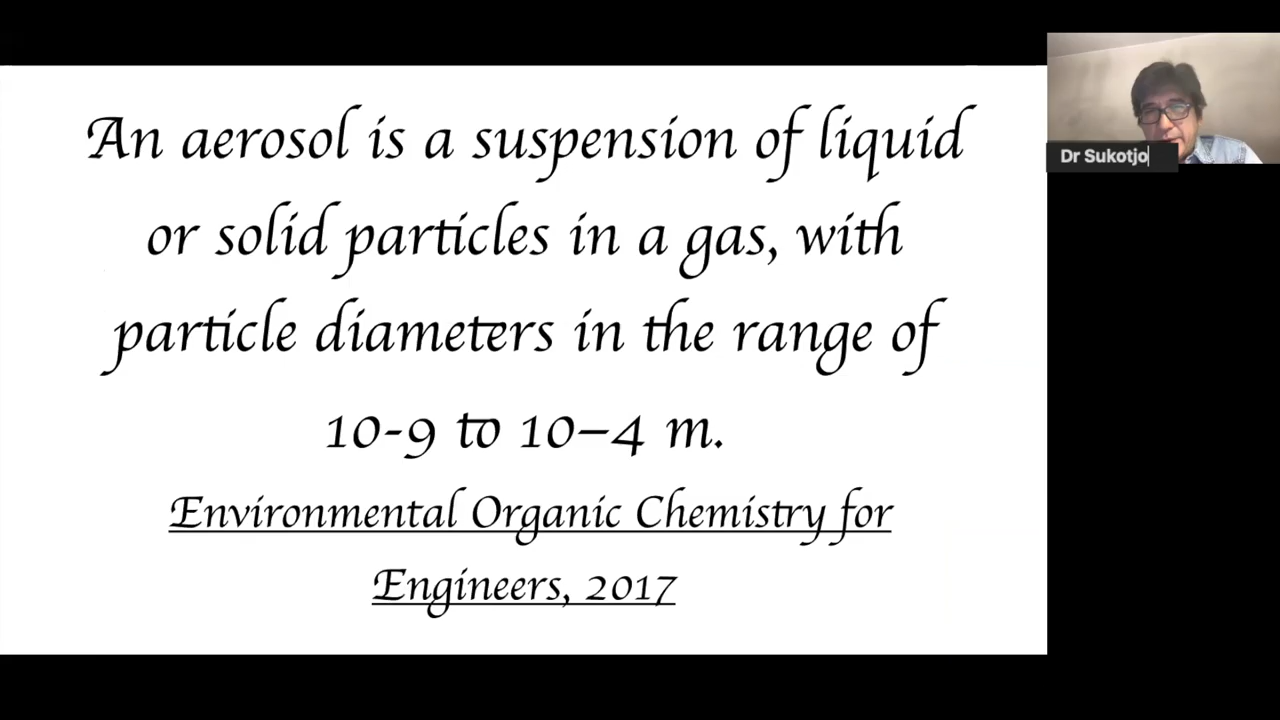 An aerosol is a suspension of liquid
or solid particles in a gas, with
particle diameters in the range of
10-9 to 10–4 m.
Environmental Organic Chemistry for
Engineers, 2017
Dr Sukotjo